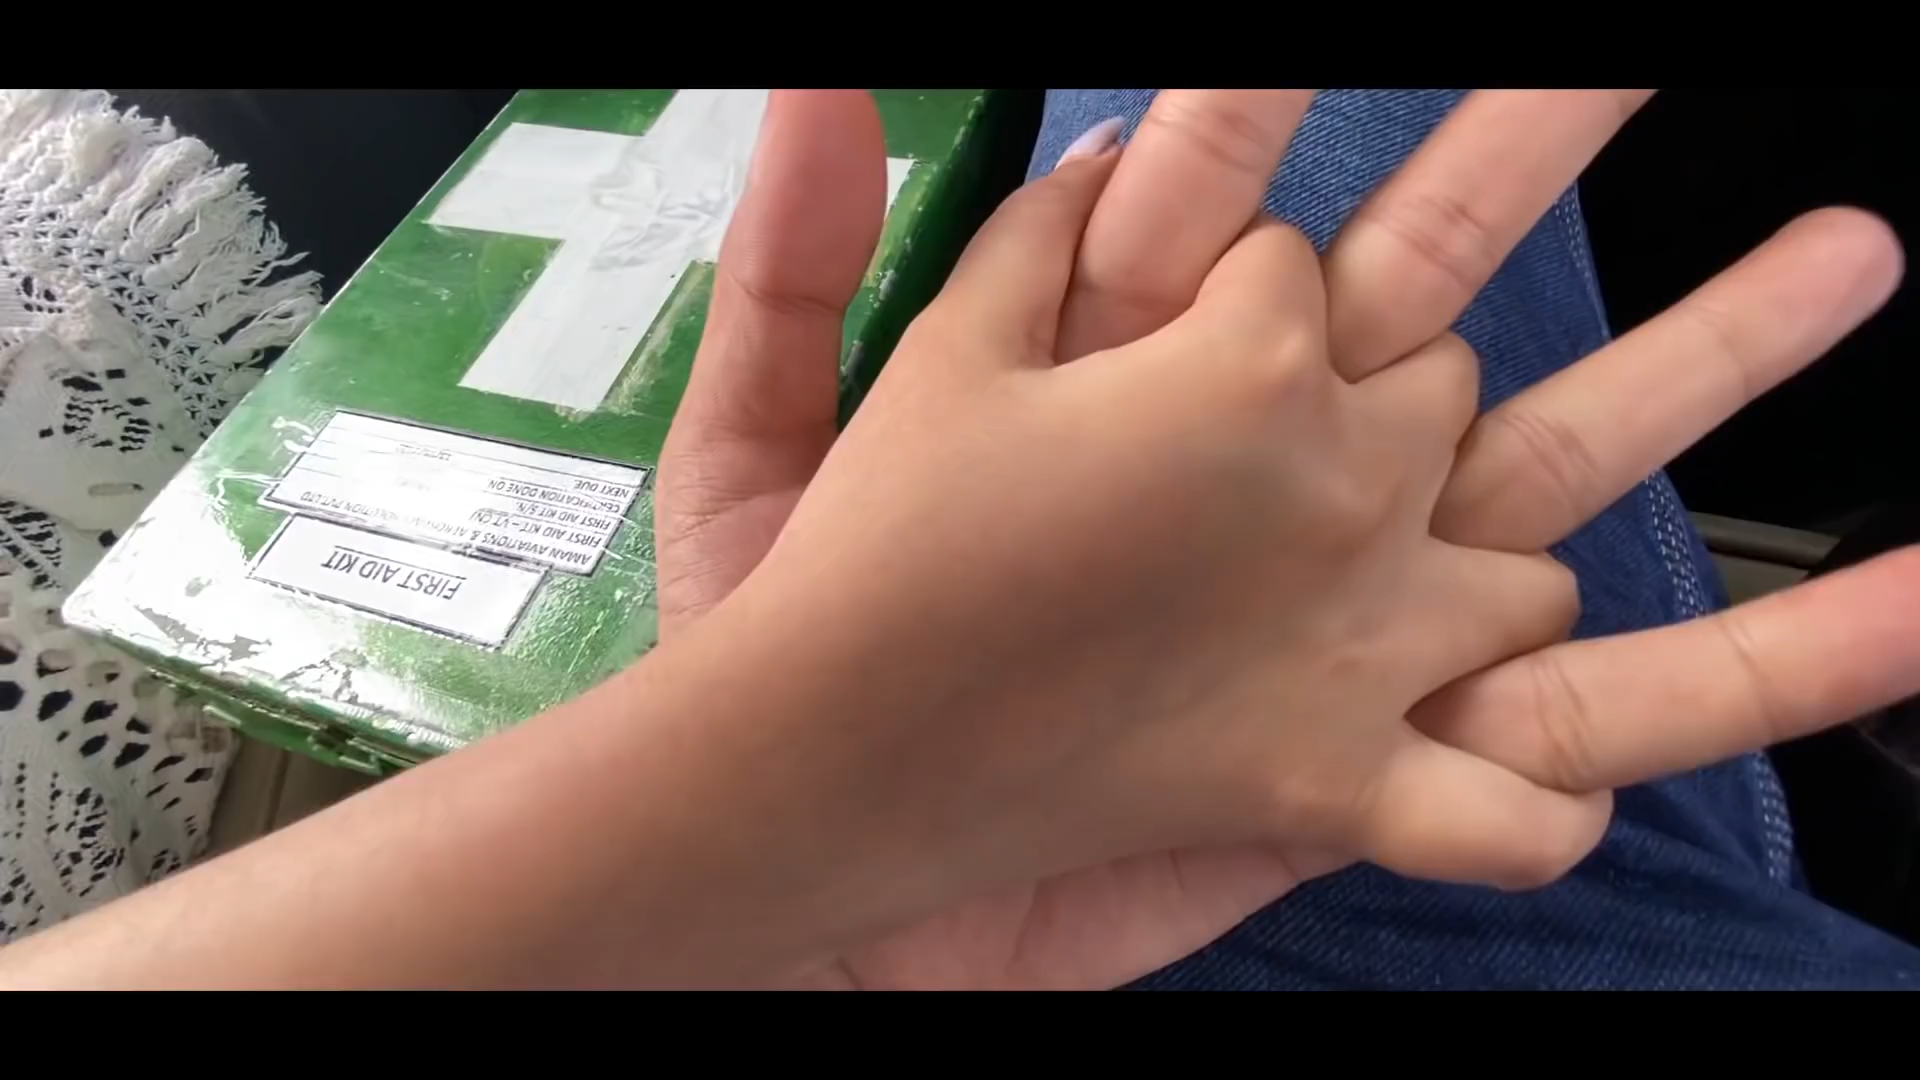 FIRST AID KIT
AMAN AVIATIONS & AEROSPACE SOLUTION PVT.LTD
FIRST AID KIT – VT CN
FIRST AID KIT S/N.
CERTIFICATION DONE ON
NEXT DUE